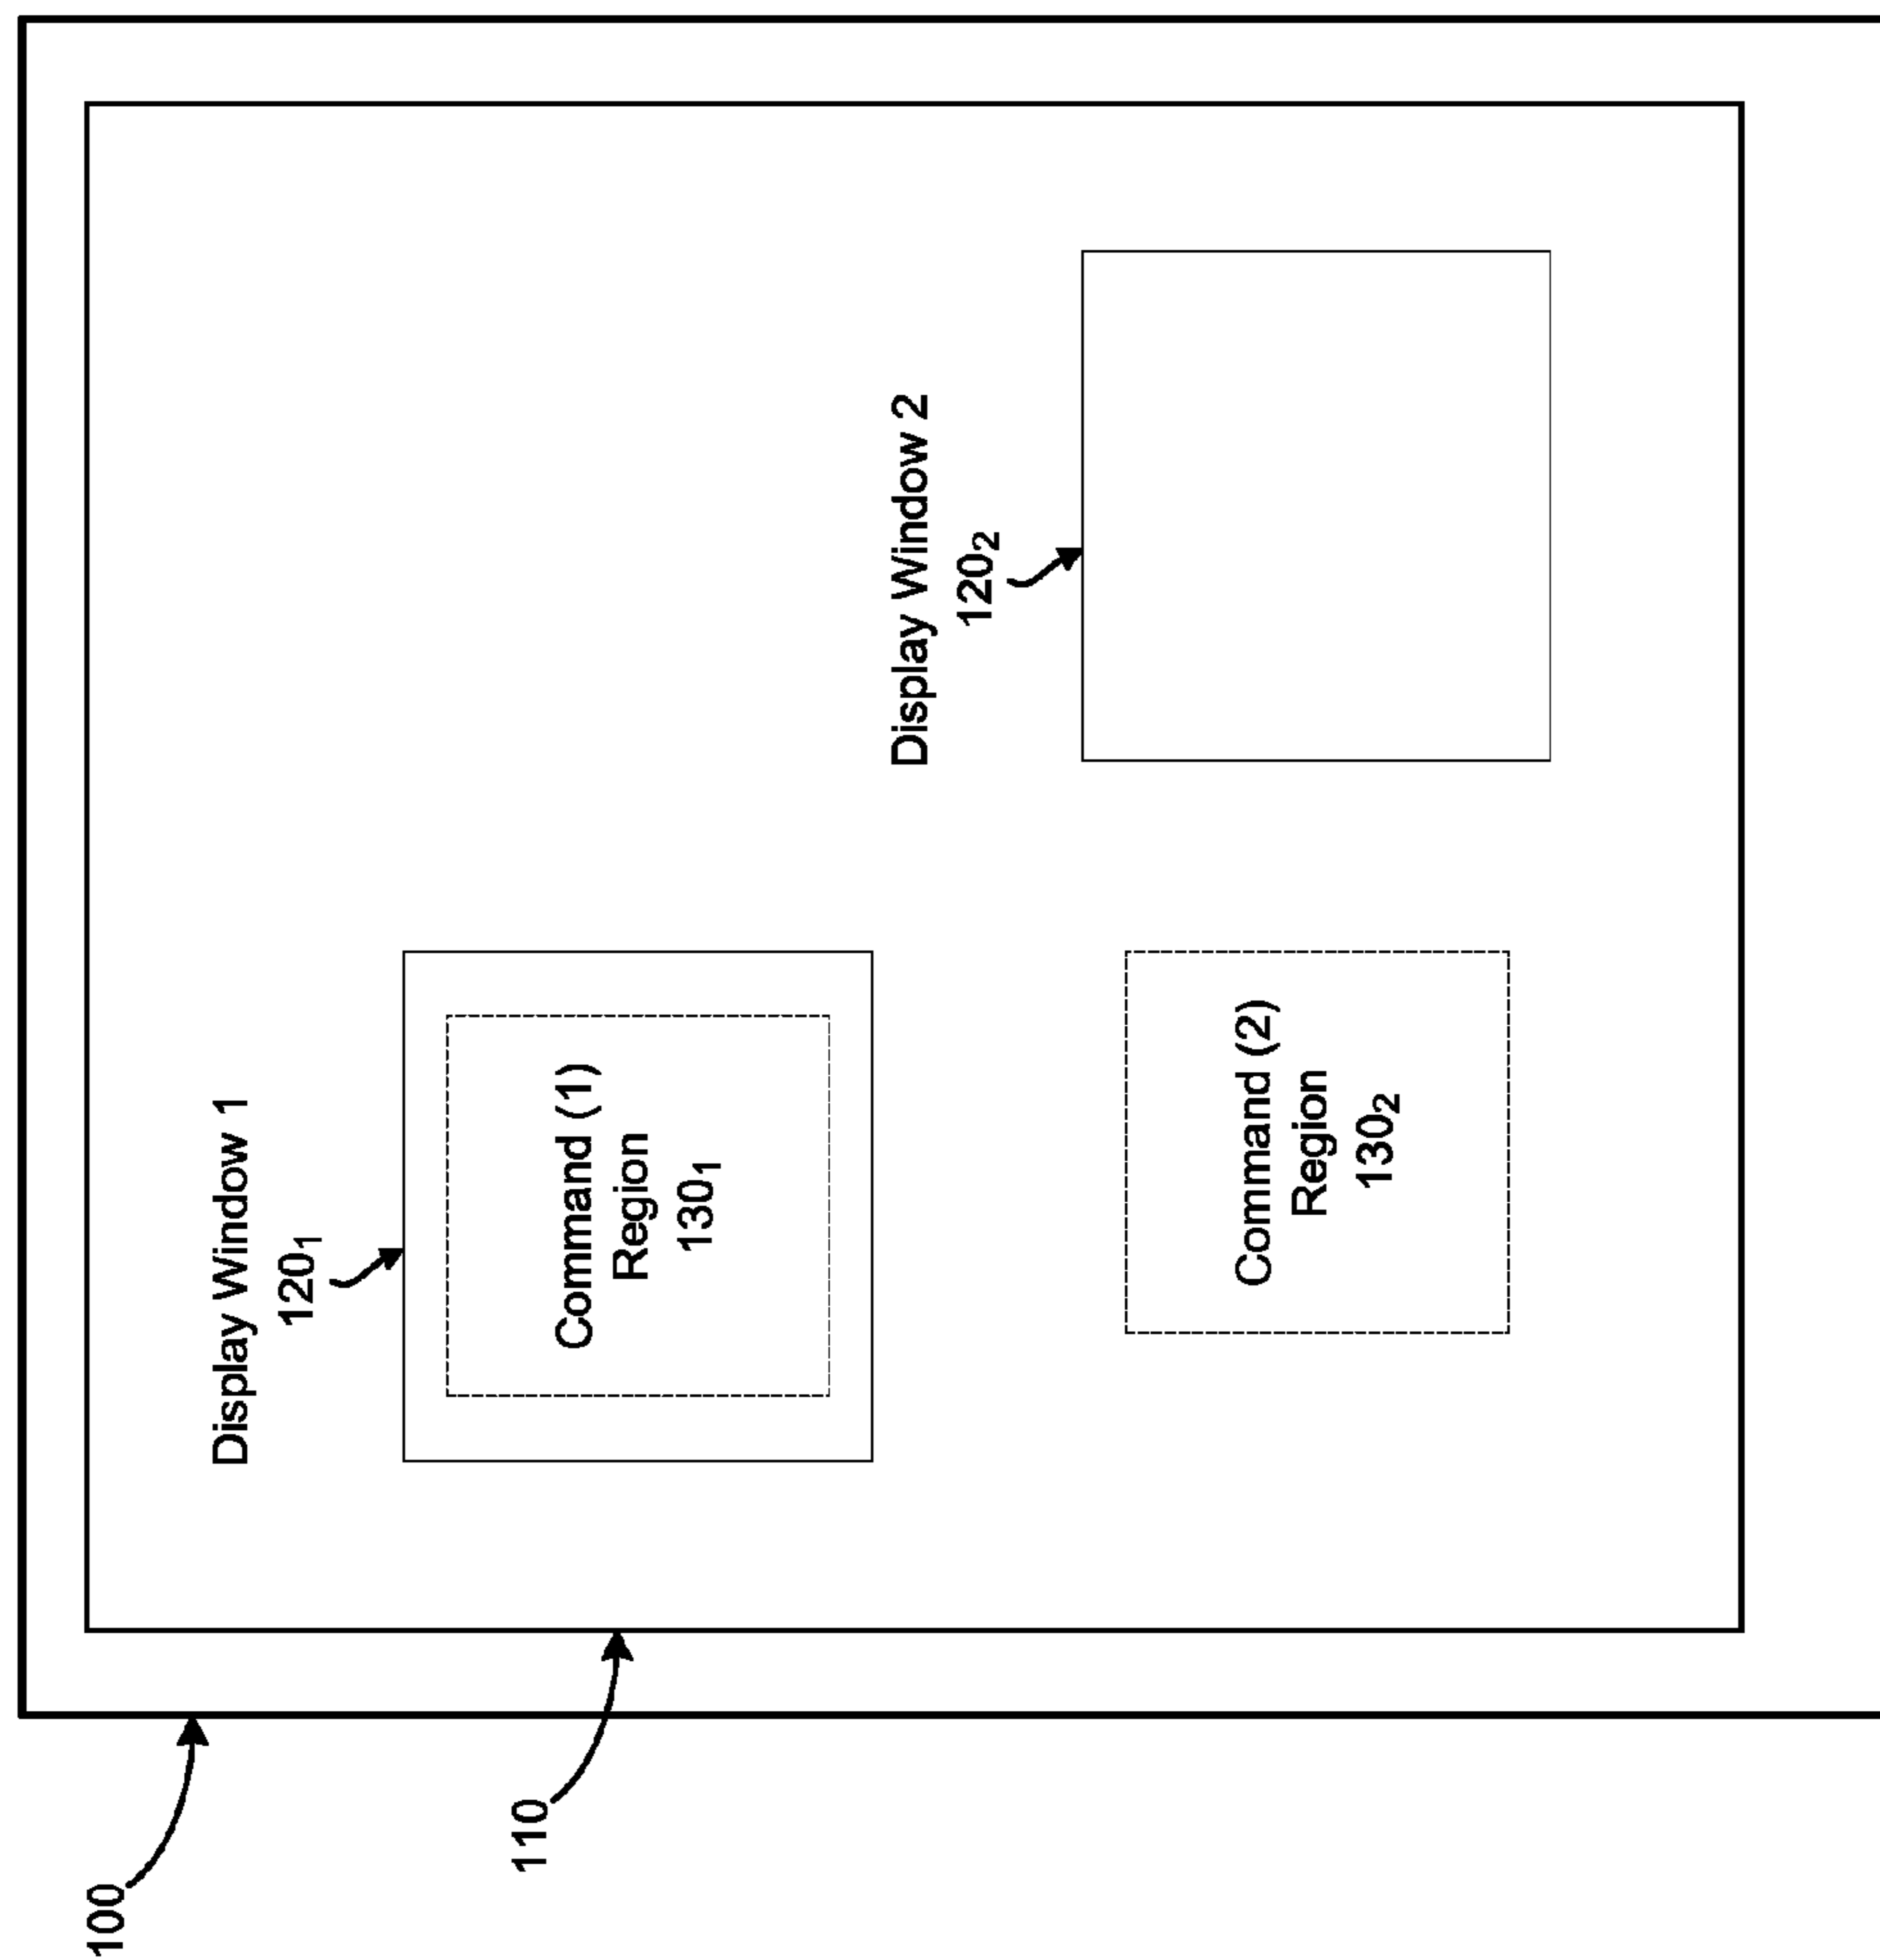 100
110
Display Window 1
120₁
Command (1)
Region
130₁
Display Window 2
120₂
Command (2)
Region
130₂